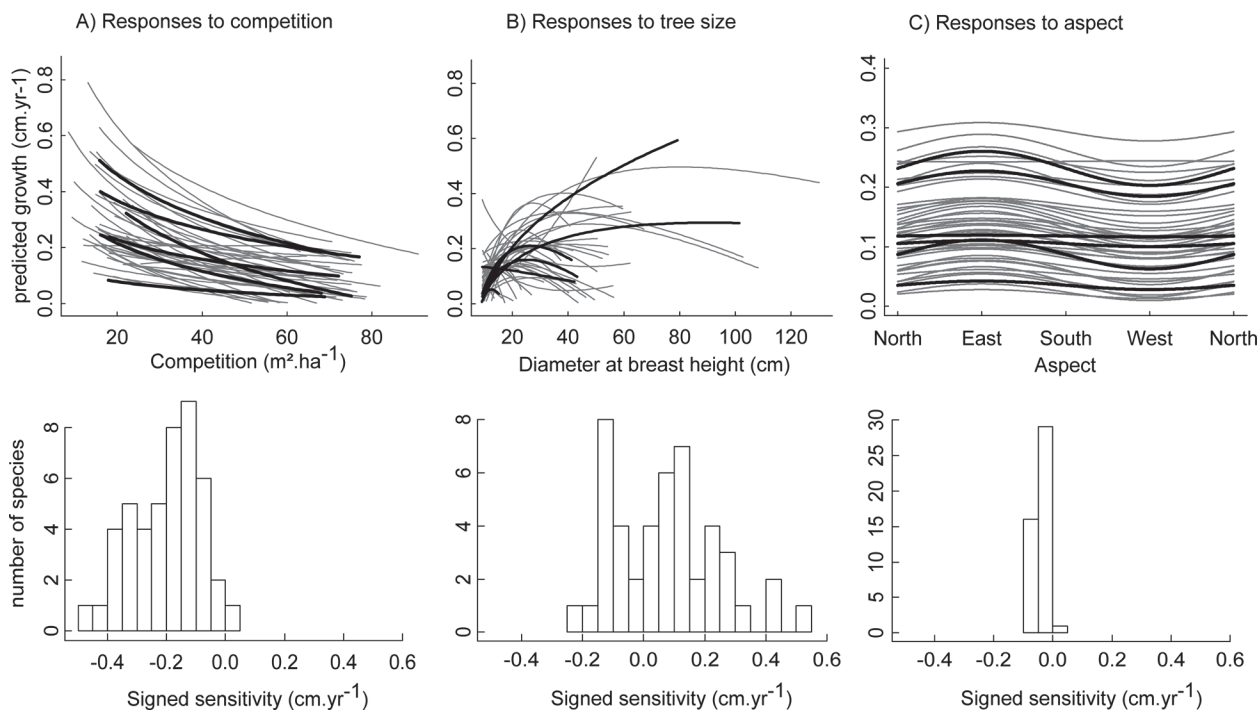 A) Responses to competition
B) Responses to tree size
C) Responses to aspect
predicted growth (cm.yr-1)
0.8
0.6
0.4
0.2
0.0
20 40 60 80
Competition (m².ha-1)
0.8
0.6
0.4
0.2
0.0
20 40 60 80 100 120
Diameter at breast height (cm)
0.4
0.3
0.2
0.1
0.0
North East South West North
Aspect
number of species
8
6
4
2
0
-0.4 -0.2 0.0 0.2 0.4 0.6
Signed sensitivity (cm.yr-1)
8
6
4
2
0
-0.4 -0.2 0.0 0.2 0.4 0.6
Signed sensitivity (cm.yr-1)
30
25
20
15
10
5
0
-0.4 -0.2 0.0 0.2 0.4 0.6
Signed sensitivity (cm.yr-1)